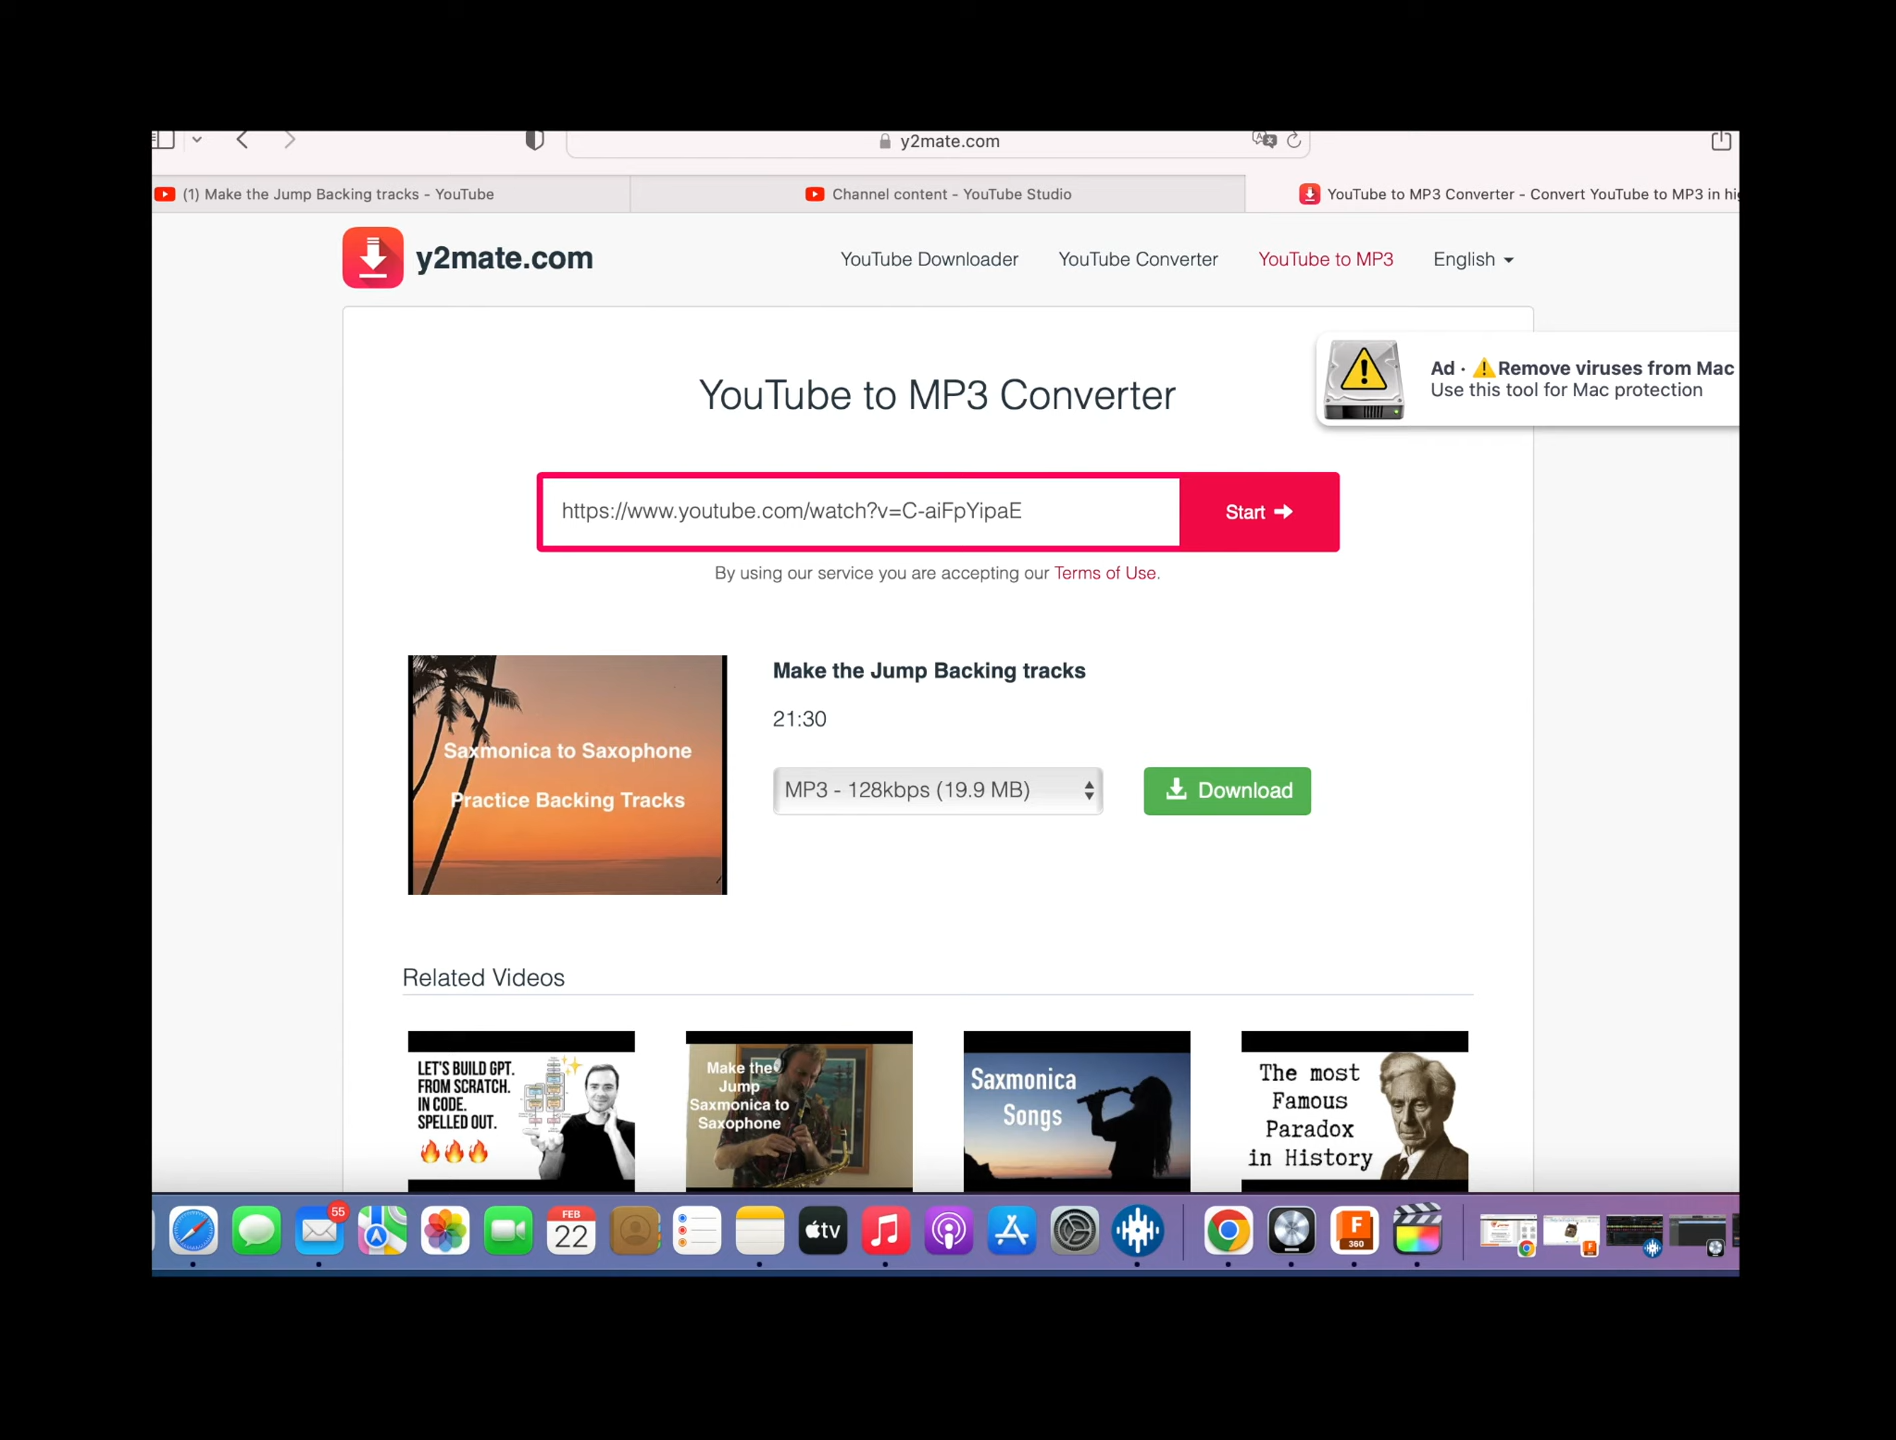 y2mate.com
(1) Make the Jump Backing tracks - YouTube
Channel content - YouTube Studio
YouTube to MP3 Converter - Convert YouTube to MP3 in hi
y2mate.com
YouTube Downloader
YouTube Converter
YouTube to MP3
English
Ad · ⚠️Remove viruses from Mac
Use this tool for Mac protection
YouTube to MP3 Converter
https://www.youtube.com/watch?v=C-aiFpYipaE
Start
By using our service you are accepting our Terms of Use.
Saxmonica to Saxophone
Practice Backing Tracks
Make the Jump Backing tracks
21:30
MP3 - 128kbps (19.9 MB)
Download
Related Videos
LET'S BUILD GPT.
FROM SCRATCH.
IN CODE.
SPELLED OUT.
Make the
Jump
Saxmonica to
Saxophone
Saxmonica
Songs
The most
Famous
Paradox
in History
55
FEB
22
tv
F
360